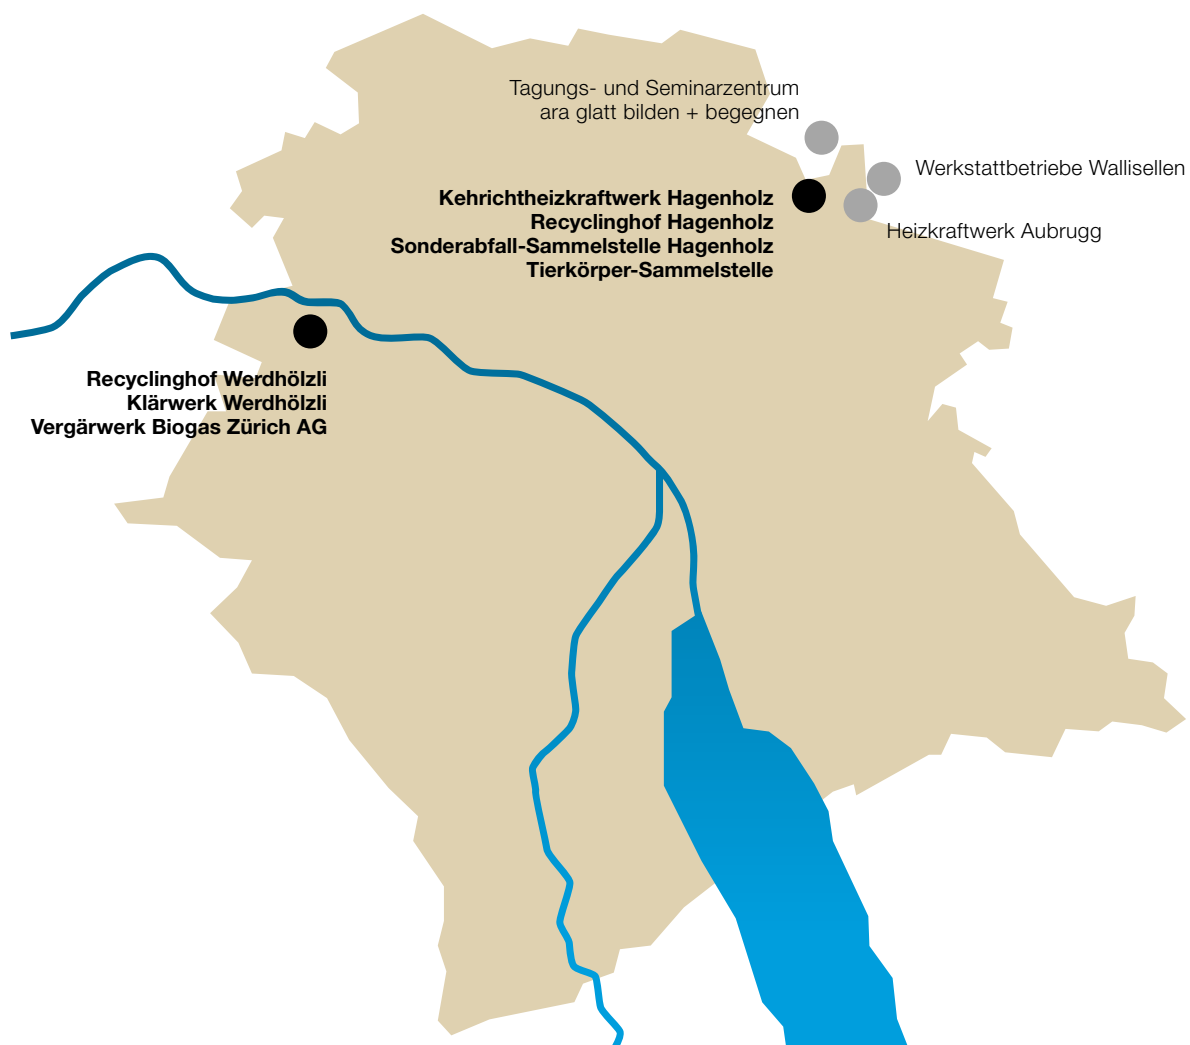 Tagungs- und Seminarzentrum
ara glatt bilden + begegnen
Werkstattbetriebe Wallisellen
Kehrichtheizkraftwerk Hagenholz
Recyclinghof Hagenholz
Sonderabfall-Sammelstelle Hagenholz
Tierkörper-Sammelstelle
Heizkraftwerk Aubrugg
Recyclinghof Werdhölzli
Klärwerk Werdhölzli
Vergärwerk Biogas Zürich AG